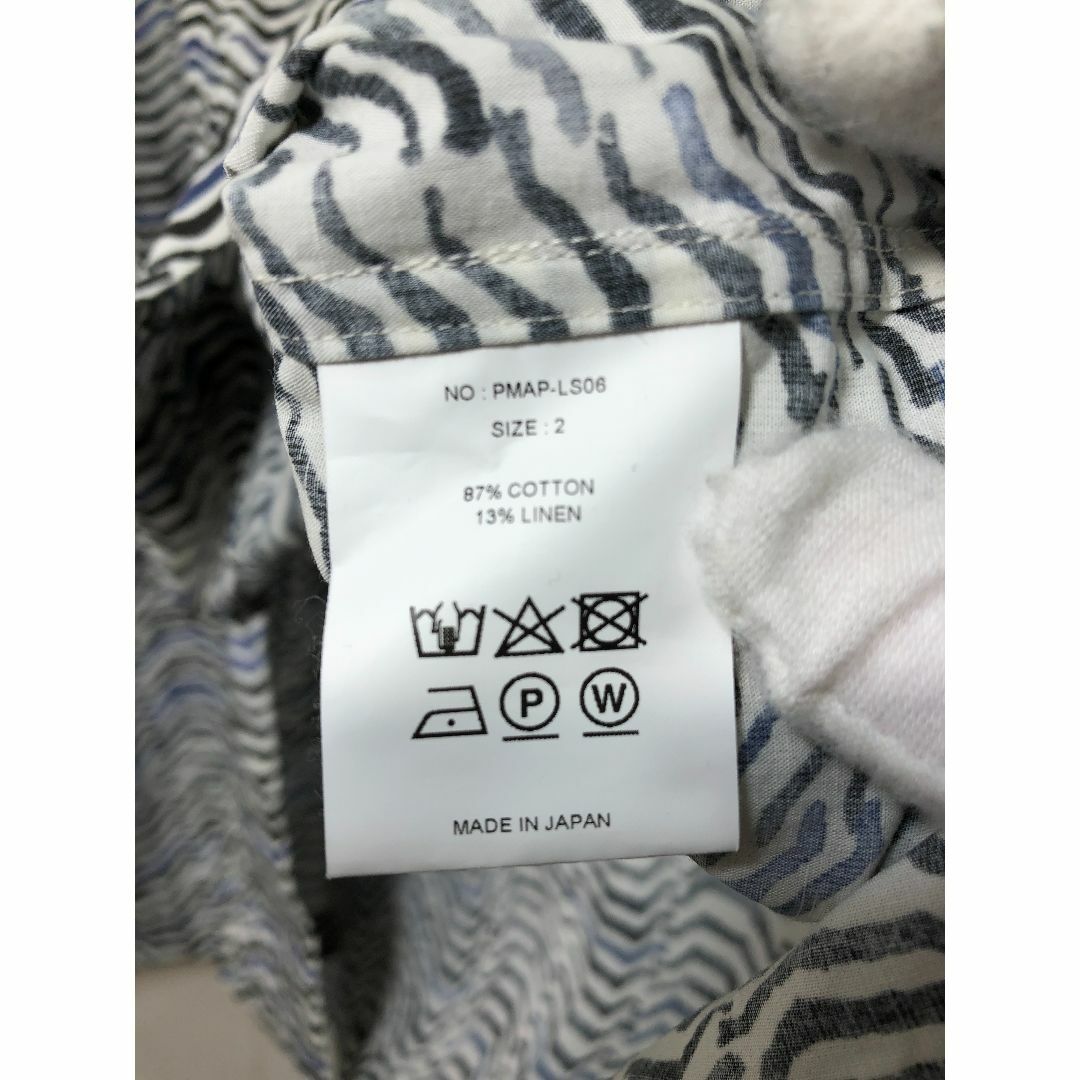 NO : PMAP-LS06
SIZE : 2
87% COTTON
13% LINEN
P W
MADE IN JAPAN